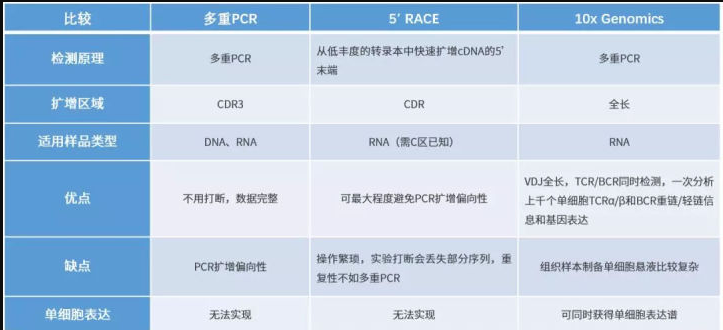 比较 多重PCR 5’ RACE 10x Genomics
检测原理 多重PCR 从低丰度的转录本中快速扩增cDNA的5’
末端 多重PCR
扩增区域 CDR3 CDR 全长
适用样品类型 DNA、RNA RNA（需C区已知） RNA
优点 不用打断，数据完整 可最大程度避免PCR扩增偏向性 VDJ全长，TCR/BCR同时检测，一次分析
上千个单细胞TCRα/β和BCR重链/轻链信
息和基因表达
缺点 PCR扩增偏向性 操作繁琐，实验打断会丢失部分序列，重
复性不如多重PCR 组织样本制备单细胞悬液比较复杂
单细胞表达 无法实现 无法实现 可同时获得单细胞表达谱